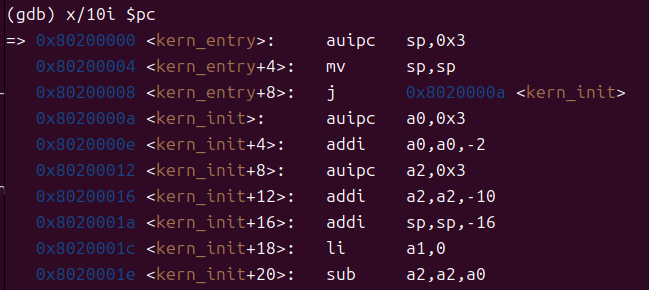 (gdb) x/10i $pc
=> 0x80200000 <kern_entry>: auipc sp,0x3
0x80200004 <kern_entry+4>: mv sp,sp
0x80200008 <kern_entry+8>: j 0x8020000a <kern_init>
0x8020000a <kern_init>: auipc a0,0x3
0x8020000e <kern_init+4>: addi a0,a0,-2
0x80200012 <kern_init+8>: auipc a2,0x3
0x80200016 <kern_init+12>: addi a2,a2,-10
0x8020001a <kern_init+16>: addi sp,sp,-16
0x8020001c <kern_init+18>: li a1,0
0x8020001e <kern_init+20>: sub a2,a2,a0